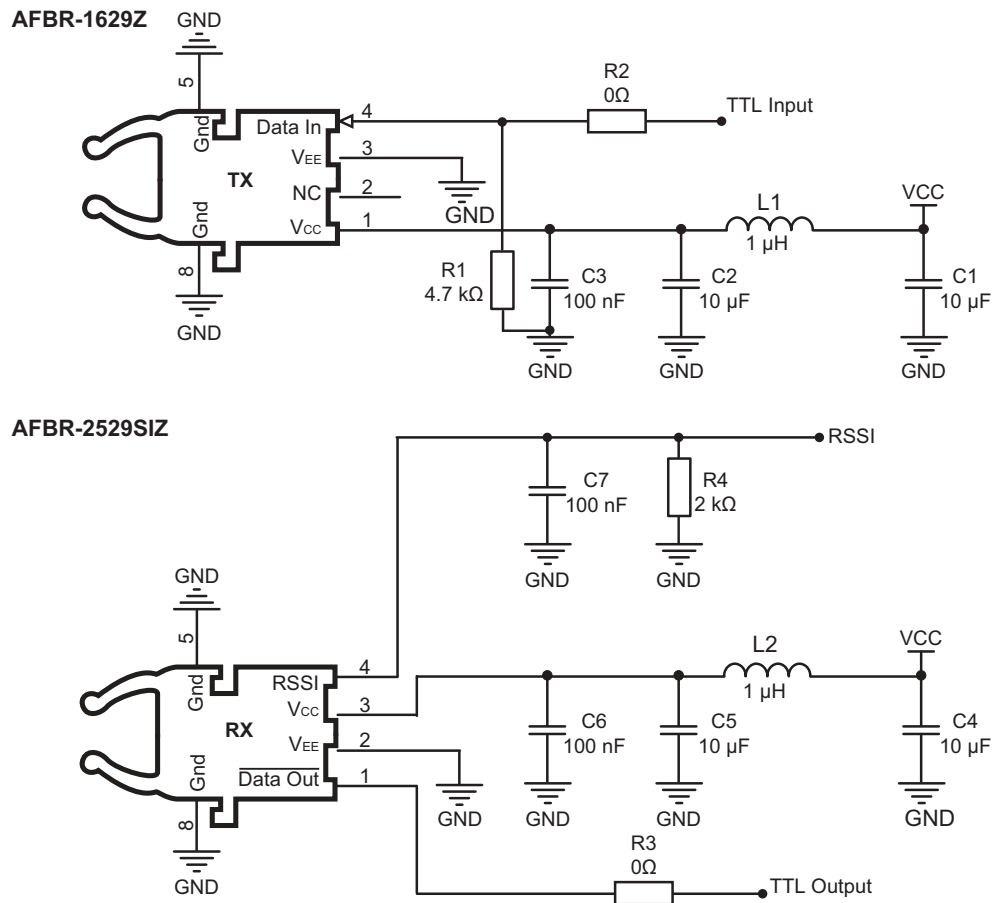 AFBR-1629Z
GND
5
Gnd
Data In
4
R2
0Ω
TTL Input
VEE
3
TX
GND
NC
2
VCC
1
Gnd
8
GND
R1
4.7 kΩ
C3
100 nF
GND
C2
10 µF
GND
L1
1 µH
VCC
C1
10 µF
GND
AFBR-2529SIZ
RSSI
C7
100 nF
GND
R4
2 kΩ
GND
GND
5
Gnd
RSSI
4
VCC
3
RX
VEE
2
GND
Data Out
1
Gnd
8
GND
C6
100 nF
GND
C5
10 µF
GND
L2
1 µH
VCC
C4
10 µF
GND
R3
0Ω
TTL Output